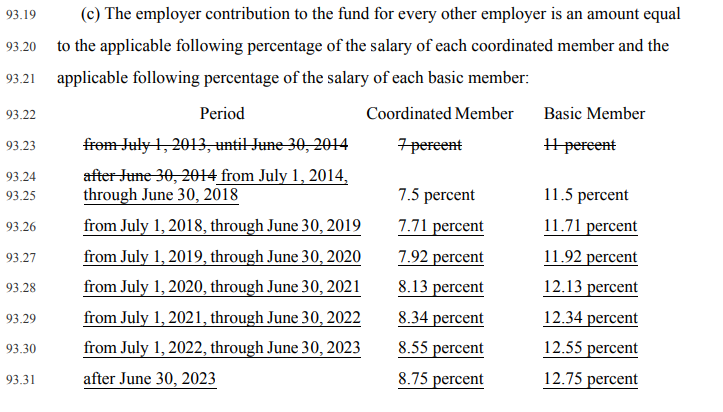 93.19 (c) The employer contribution to the fund for every other employer is an amount equal
93.20 to the applicable following percentage of the salary of each coordinated member and the
93.21 applicable following percentage of the salary of each basic member:
93.22 Period Coordinated Member Basic Member
93.23 from July 1, 2013, until June 30, 2014 7 percent 11 percent
93.24 after June 30, 2014 from July 1, 2014,
93.25 through June 30, 2018 7.5 percent 11.5 percent
93.26 from July 1, 2018, through June 30, 2019 7.71 percent 11.71 percent
93.27 from July 1, 2019, through June 30, 2020 7.92 percent 11.92 percent
93.28 from July 1, 2020, through June 30, 2021 8.13 percent 12.13 percent
93.29 from July 1, 2021, through June 30, 2022 8.34 percent 12.34 percent
93.30 from July 1, 2022, through June 30, 2023 8.55 percent 12.55 percent
93.31 after June 30, 2023 8.75 percent 12.75 percent